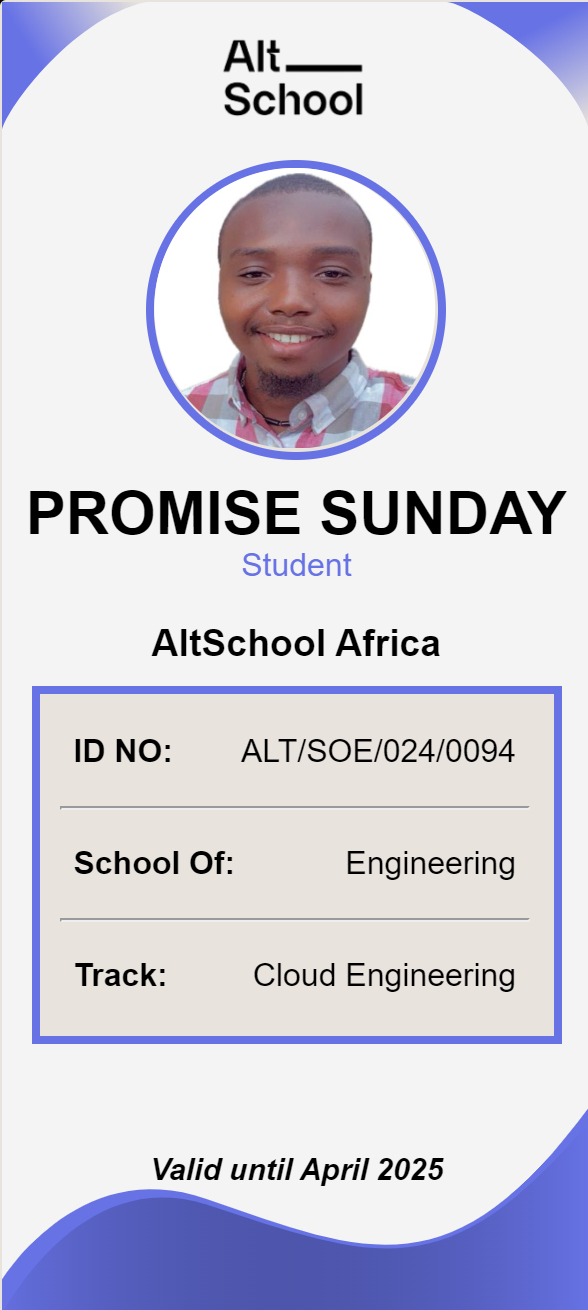 Alt
School
PROMISE SUNDAY
Student
AltSchool Africa
ID NO: ALT/SOE/024/0094
School Of: Engineering
Track: Cloud Engineering
Valid until April 2025